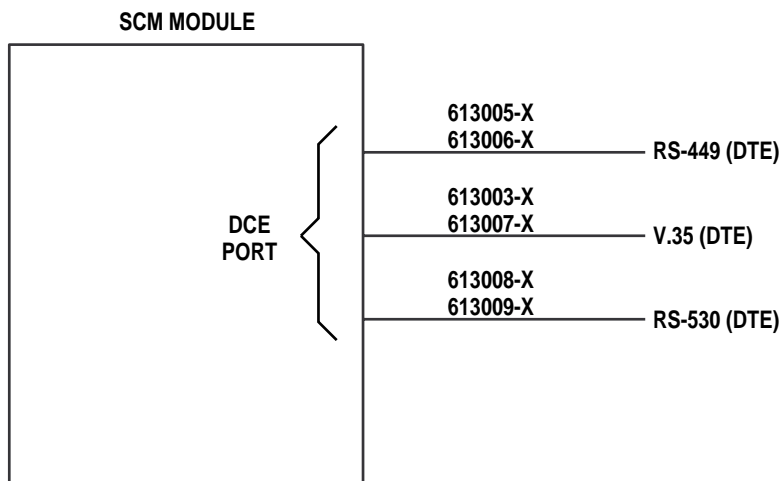 SCM MODULE
613005-X
613006-X
RS-449 (DTE)
613003-X
DCE
PORT
613007-X
V.35 (DTE)
613008-X
613009-X
RS-530 (DTE)